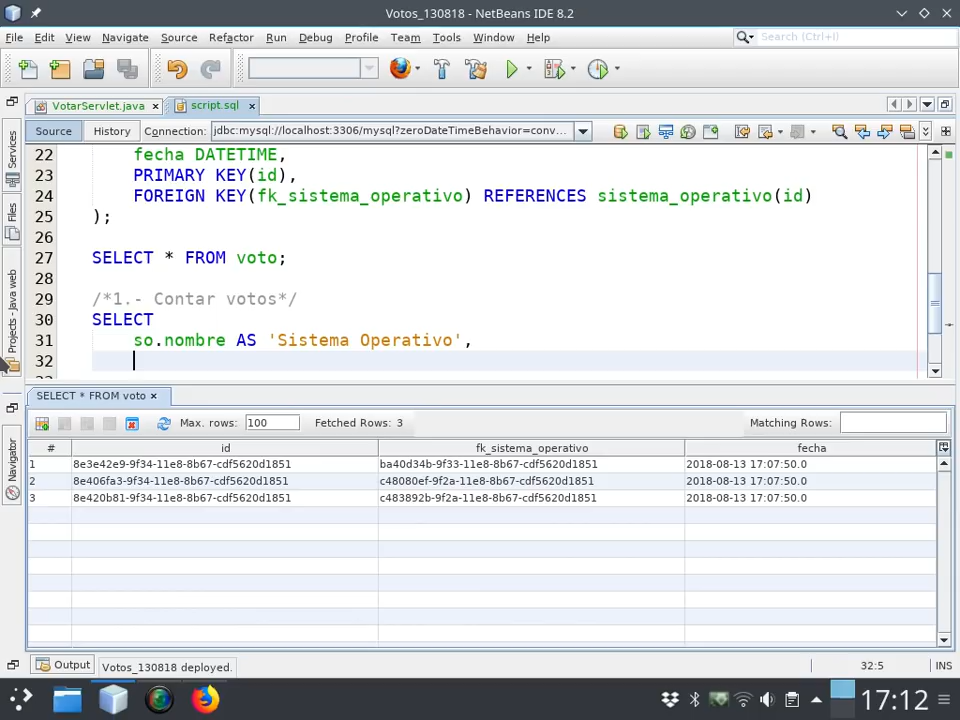 Votos_130818 - NetBeans IDE 8.2
File Edit View Navigate Source Refactor Run Debug Profile Team Tools Window Help
Search (Ctrl+I)
VotarServlet.java × script.sql ×
Source History Connection: jdbc:mysql://localhost:3306/mysql?zeroDateTimeBehavior=conv...
Services
Files
Projects - Java web
Navigator
22 fecha DATETIME,
23 PRIMARY KEY(id),
24 FOREIGN KEY(fk_sistema_operativo) REFERENCES sistema_operativo(id)
25 );
26
27 SELECT * FROM voto;
28
29 /*1.- Contar votos*/
30 SELECT
31 so.nombre AS 'Sistema Operativo',
32
SELECT * FROM voto ×
Max. rows: 100 Fetched Rows: 3 Matching Rows:
# id fk_sistema_operativo fecha
1 8e3e42e9-9f34-11e8-8b67-cdf5620d1851 ba40d34b-9f33-11e8-8b67-cdf5620d1851 2018-08-13 17:07:50.0
2 8e406fa3-9f34-11e8-8b67-cdf5620d1851 c48080ef-9f2a-11e8-8b67-cdf5620d1851 2018-08-13 17:07:50.0
3 8e420b81-9f34-11e8-8b67-cdf5620d1851 c483892b-9f2a-11e8-8b67-cdf5620d1851 2018-08-13 17:07:50.0
Output Votos_130818 deployed. 32:5 INS
17:12